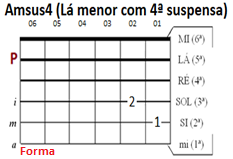 Amsus4 (Lá menor com 4ª suspensa)
06 05 04 03 02 01
MI (6ª)
P LÁ (5ª)
RÉ (4ª)
i 2 SOL (3ª)
m 1 SI (2ª)
a Forma mi (1ª)